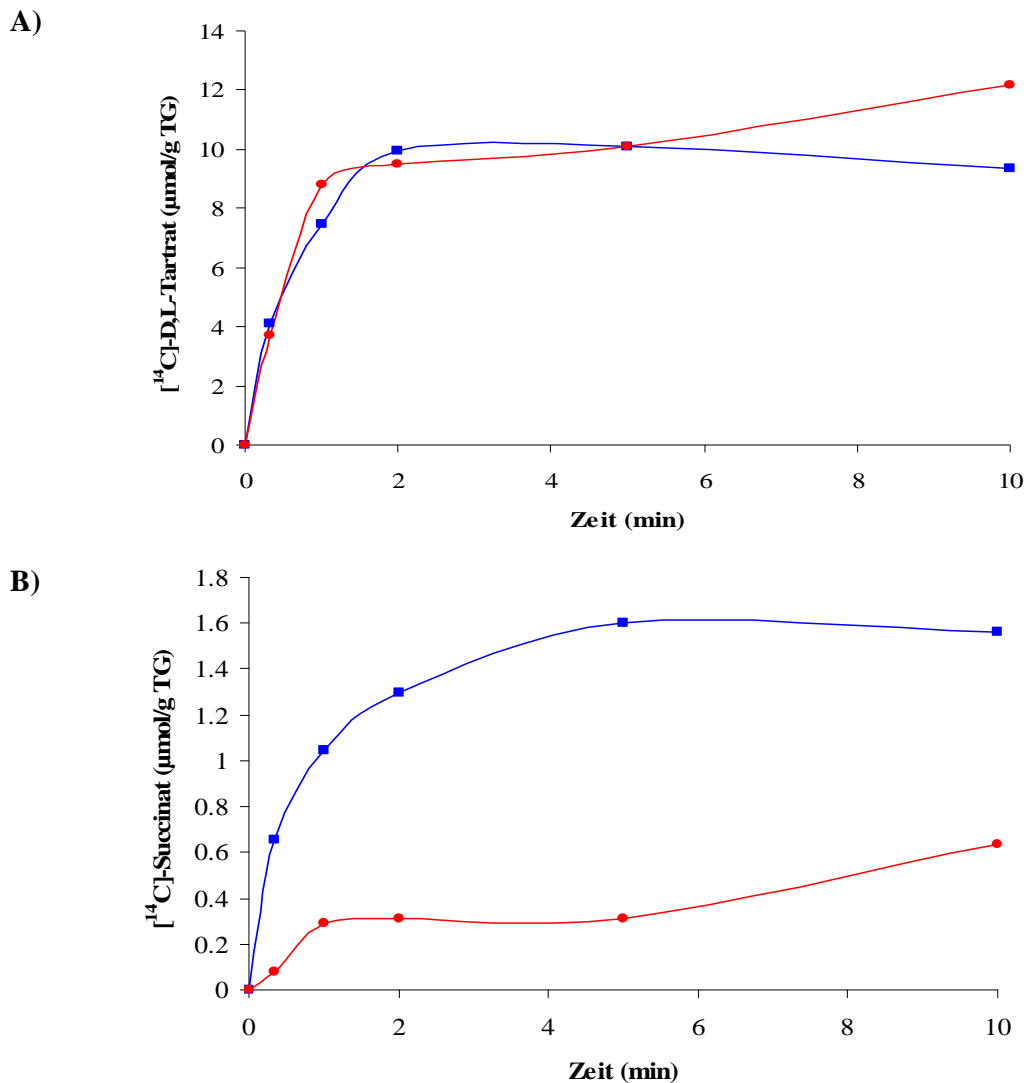 A)
[¹⁴C]-D,L-Tartrat (µmol/g TG)
14
12
10
8
6
4
2
0
0 2 4 6 8 10
Zeit (min)
B)
[¹⁴C]-Succinat (µmol/g TG)
1.8
1.6
1.4
1.2
1
0.8
0.6
0.4
0.2
0
0 2 4 6 8 10
Zeit (min)